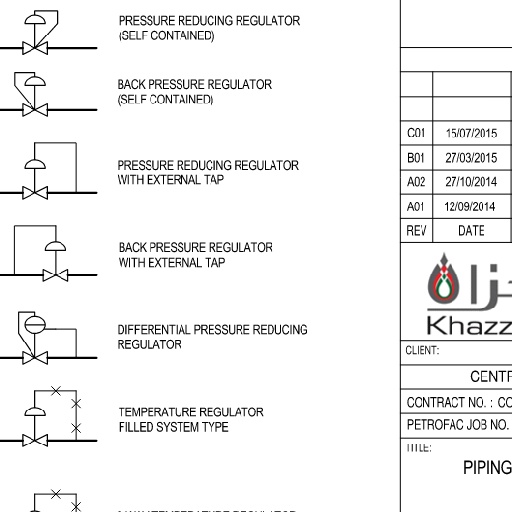 PRESSURE REDUCING REGULATOR
(SELF CONTAINED)
BACK PRESSURE REGULATOR
(SELF CONTAINED)
PRESSURE REDUCING REGULATOR
WITH EXTERNAL TAP
BACK PRESSURE REGULATOR
WITH EXTERNAL TAP
DIFFERENTIAL PRESSURE REDUCING
REGULATOR
TEMPERATURE REGULATOR
FILLED SYSTEM TYPE
C01 15/07/2015
B01 27/03/2015
A02 27/10/2014
A01 12/09/2014
REV DATE
Khazz
CLIENT:
CENT
CONTRACT NO. : CO
PETROFAC JOB NO.
TITLE:
PIPING